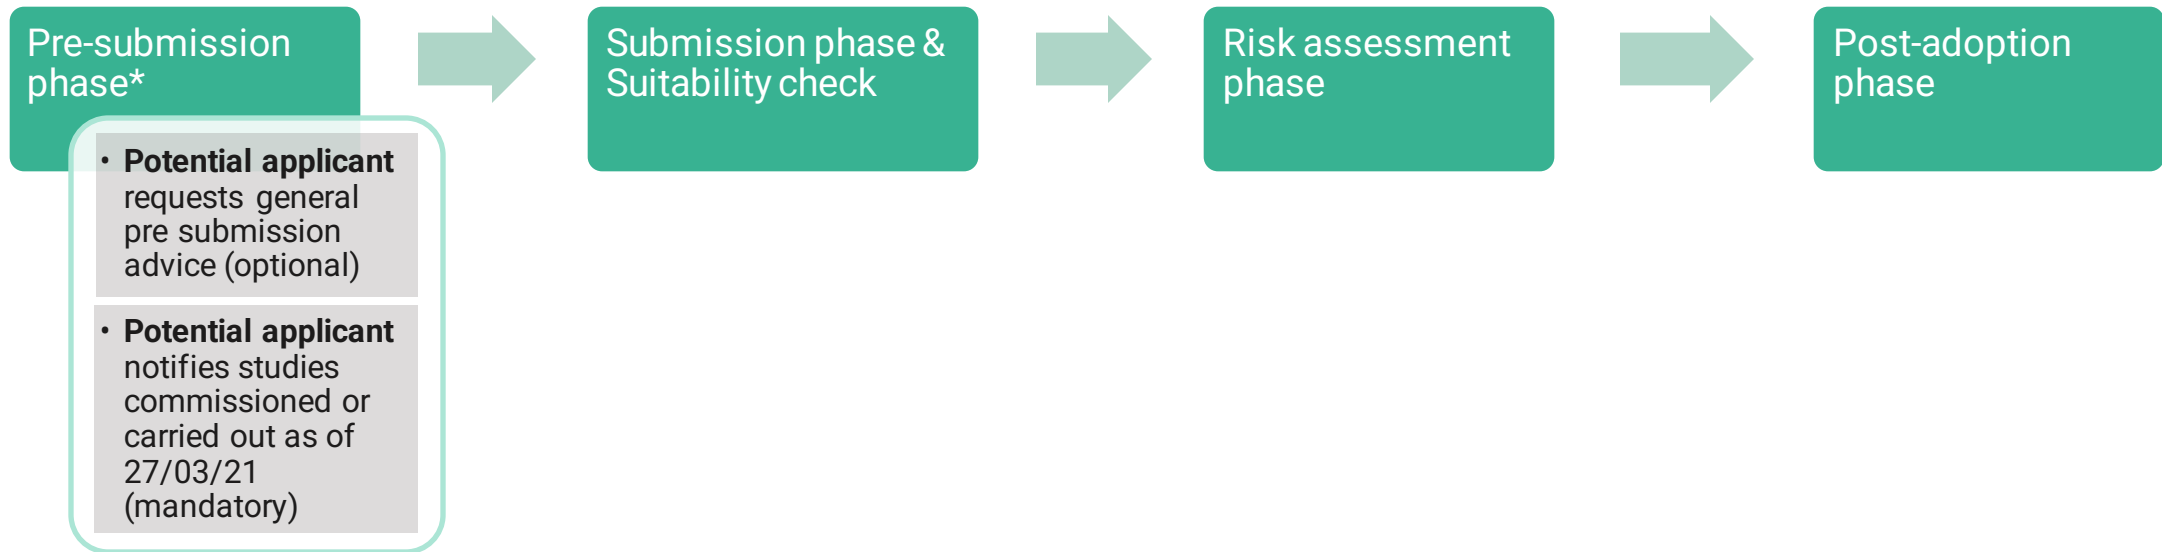 Pre-submission
phase*
Submission phase &
Suitability check
Risk assessment
phase
Post-adoption
phase
• Potential applicant
requests general
pre submission
advice (optional)
• Potential applicant
notifies studies
commissioned or
carried out as of
27/03/21
(mandatory)